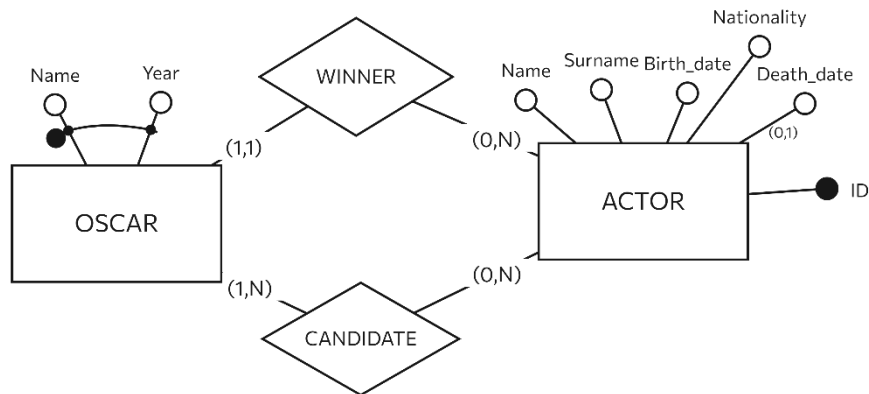 Nationality
Name
Year
WINNER
Name
Surname
Birth_date
Death_date
(0,1)
(1,1)
(0,N)
OSCAR
ACTOR
ID
(1,N)
(0,N)
CANDIDATE